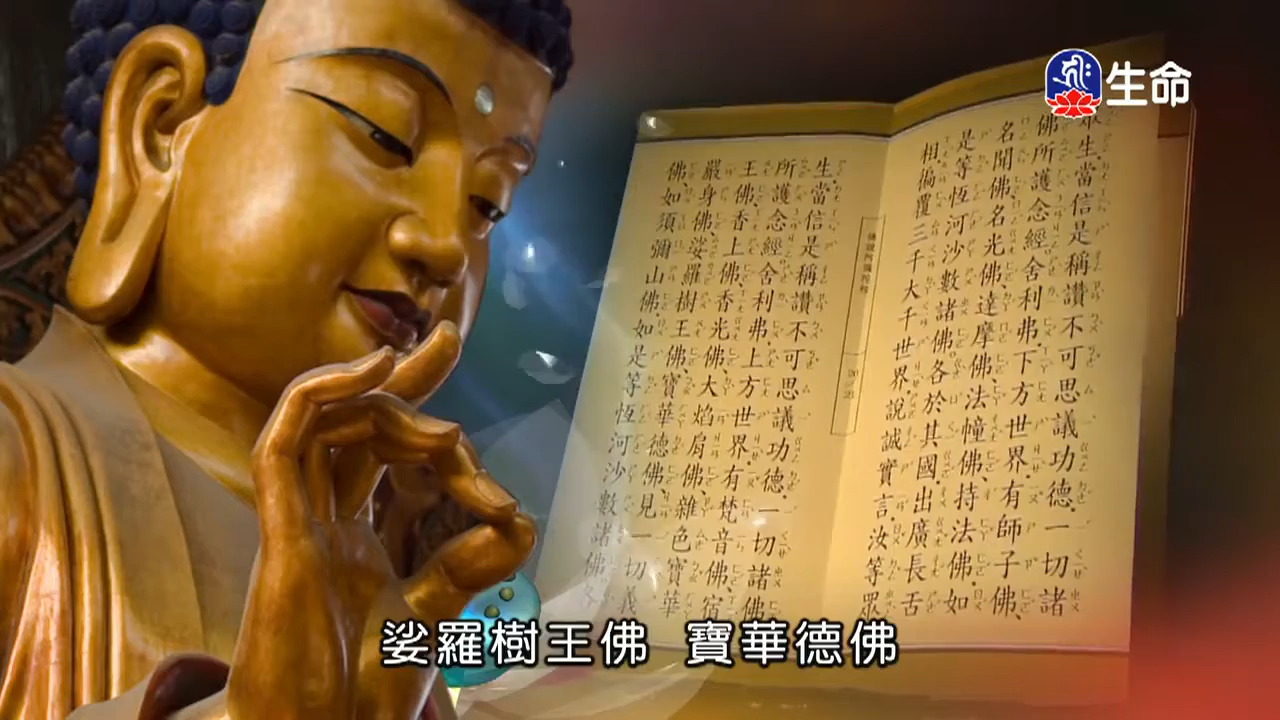 生命
眾生,當信是稱讚不可思議功德,一切諸
佛所護念經,舍利弗,下方世界,有師子佛、
名聞佛、名光佛、達摩佛、法幢佛、持法佛,如
是等恆河沙數諸佛,各於其國,出廣長舌
相,徧覆三千大千世界,說誠實言,汝等眾
佛說阿彌陀經
生,當信是稱讚不可思議功德,一切諸佛
所護念經,舍利弗,上方世界,有梵音佛、宿
王佛、香上佛、香光佛、大焰肩佛、雜色寶華
嚴身佛、娑羅樹王佛、寶華德佛、見一切義
佛、如須彌山佛,如是等恆河沙數諸佛,各
娑羅樹王佛 寶華德佛